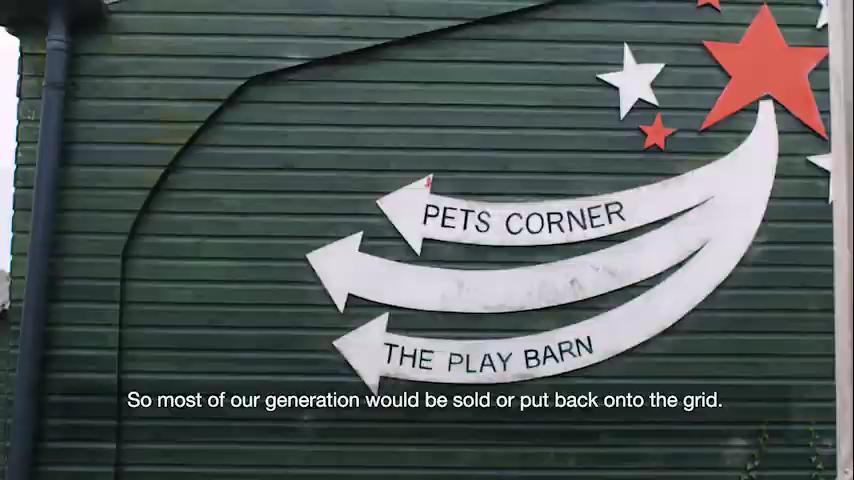 PETS CORNER
THE PLAY BARN
So most of our generation would be sold or put back onto the grid.